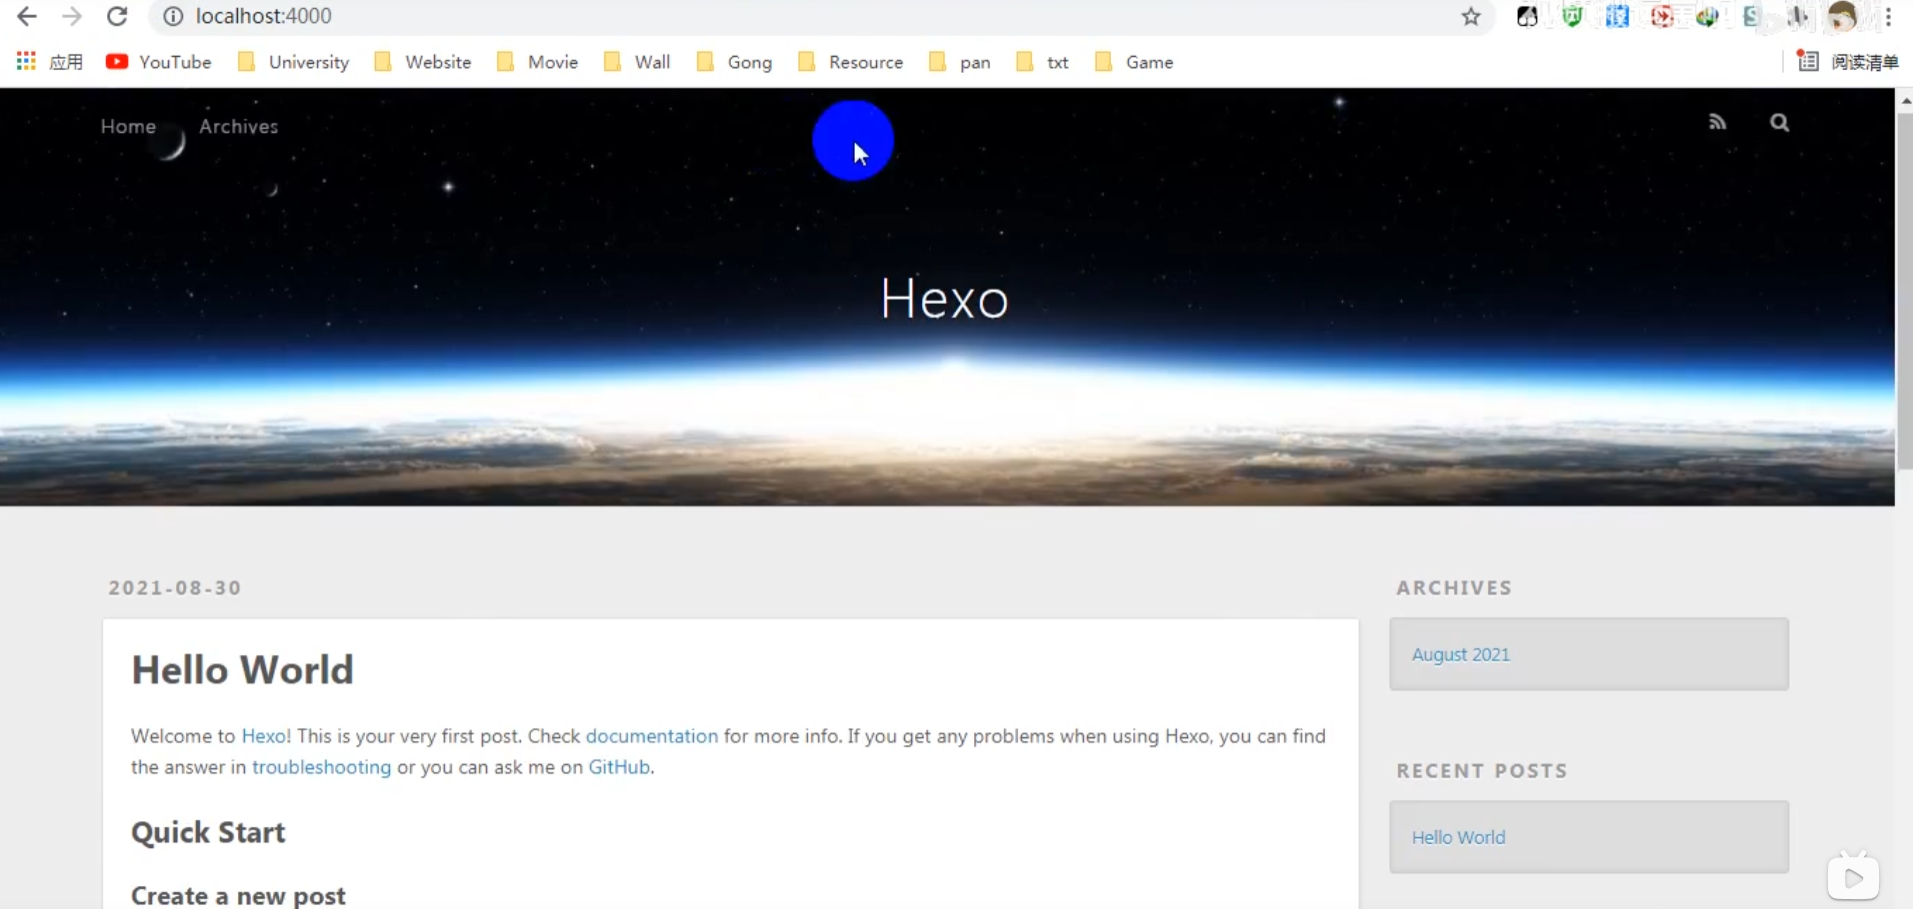 localhost:4000
应用 YouTube University Website Movie Wall Gong Resource pan txt Game 阅读清单
Home Archives
Hexo
2021-08-30
Hello World
Welcome to Hexo! This is your very first post. Check documentation for more info. If you get any problems when using Hexo, you can find
the answer in troubleshooting or you can ask me on GitHub.
Quick Start
Create a new post
ARCHIVES
August 2021
RECENT POSTS
Hello World